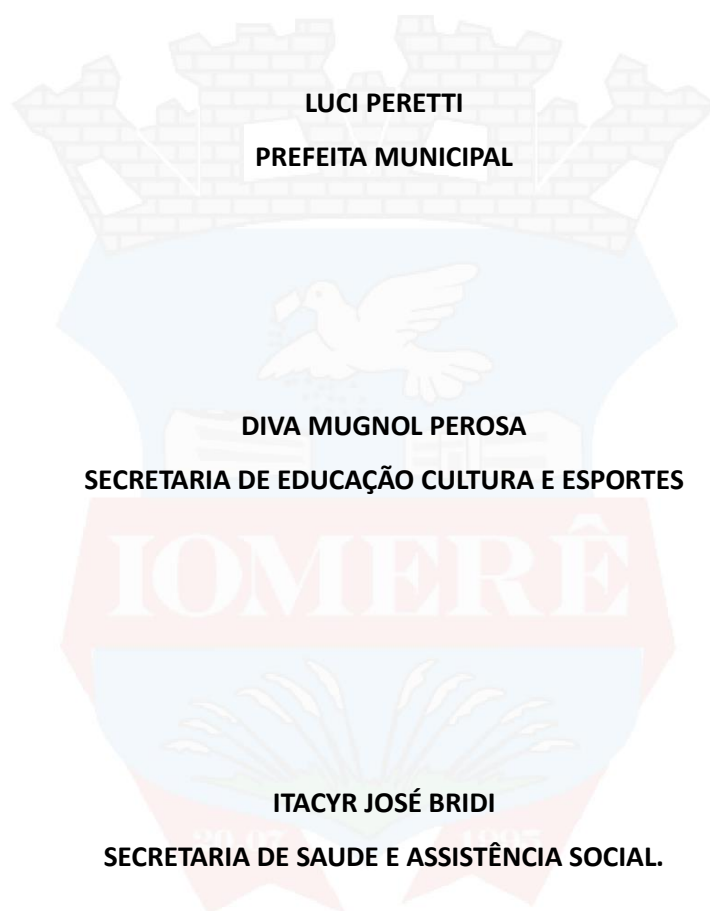 LUCI PERETTI
PREFEITA MUNICIPAL
DIVA MUGNOL PEROSA
SECRETARIA DE EDUCAÇÃO CULTURA E ESPORTES
IOMERÊ
ITACYR JOSÉ BRIDI
SECRETARIA DE SAUDE E ASSISTÊNCIA SOCIAL.